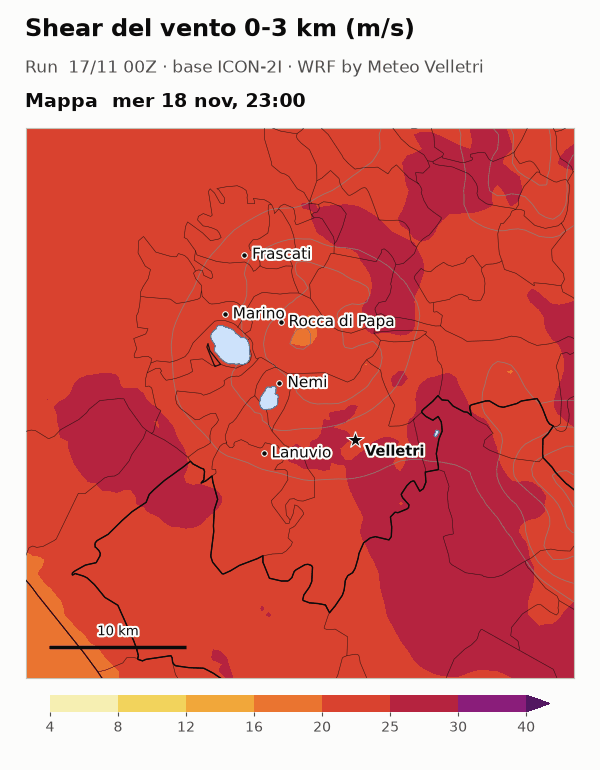 Shear del vento 0-3 km (m/s)
Run  17/11 00Z · base ICON-2I · WRF by Meteo Velletri
Mappa  mer 18 nov, 23:00
Frascati
Marino
Rocca di Papa
Nemi
Velletri
Lanuvio
10 km
4 8 12 16 20 25 30 40